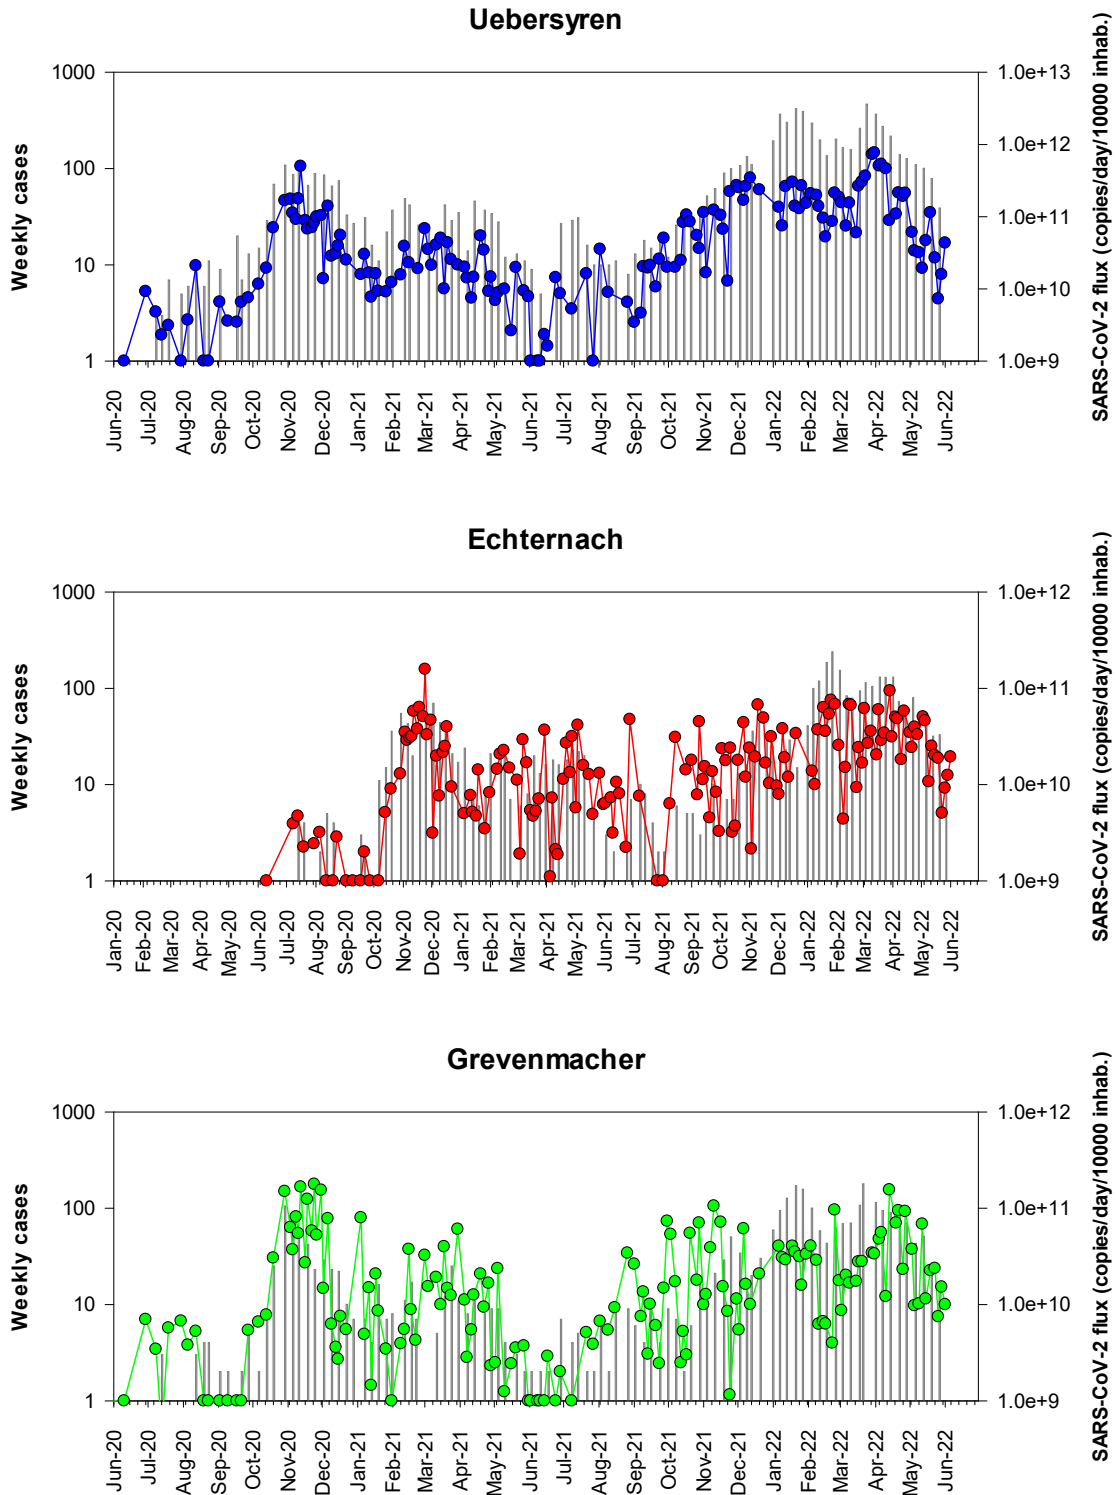 Uebersyren
Weekly cases
1000
100
10
1
1.0e+13
1.0e+12
1.0e+11
1.0e+10
1.0e+9
SARS-CoV-2 flux (copies/day/10000 inhab.)
Jun-20
Jul-20
Aug-20
Sep-20
Oct-20
Nov-20
Dec-20
Jan-21
Feb-21
Mar-21
Apr-21
May-21
Jun-21
Jul-21
Aug-21
Sep-21
Oct-21
Nov-21
Dec-21
Jan-22
Feb-22
Mar-22
Apr-22
May-22
Jun-22
Echternach
Weekly cases
1000
100
10
1
1.0e+12
1.0e+11
1.0e+10
1.0e+9
SARS-CoV-2 flux (copies/day/10000 inhab.)
Jan-20
Feb-20
Mar-20
Apr-20
May-20
Jun-20
Jul-20
Aug-20
Sep-20
Oct-20
Nov-20
Dec-20
Jan-21
Feb-21
Mar-21
Apr-21
May-21
Jun-21
Jul-21
Aug-21
Sep-21
Oct-21
Nov-21
Dec-21
Jan-22
Feb-22
Mar-22
Apr-22
May-22
Jun-22
Grevenmacher
Weekly cases
1000
100
10
1
1.0e+12
1.0e+11
1.0e+10
1.0e+9
SARS-CoV-2 flux (copies/day/10000 inhab.)
Jun-20
Jul-20
Aug-20
Sep-20
Oct-20
Nov-20
Dec-20
Jan-21
Feb-21
Mar-21
Apr-21
May-21
Jun-21
Jul-21
Aug-21
Sep-21
Oct-21
Nov-21
Dec-21
Jan-22
Feb-22
Mar-22
Apr-22
May-22
Jun-22